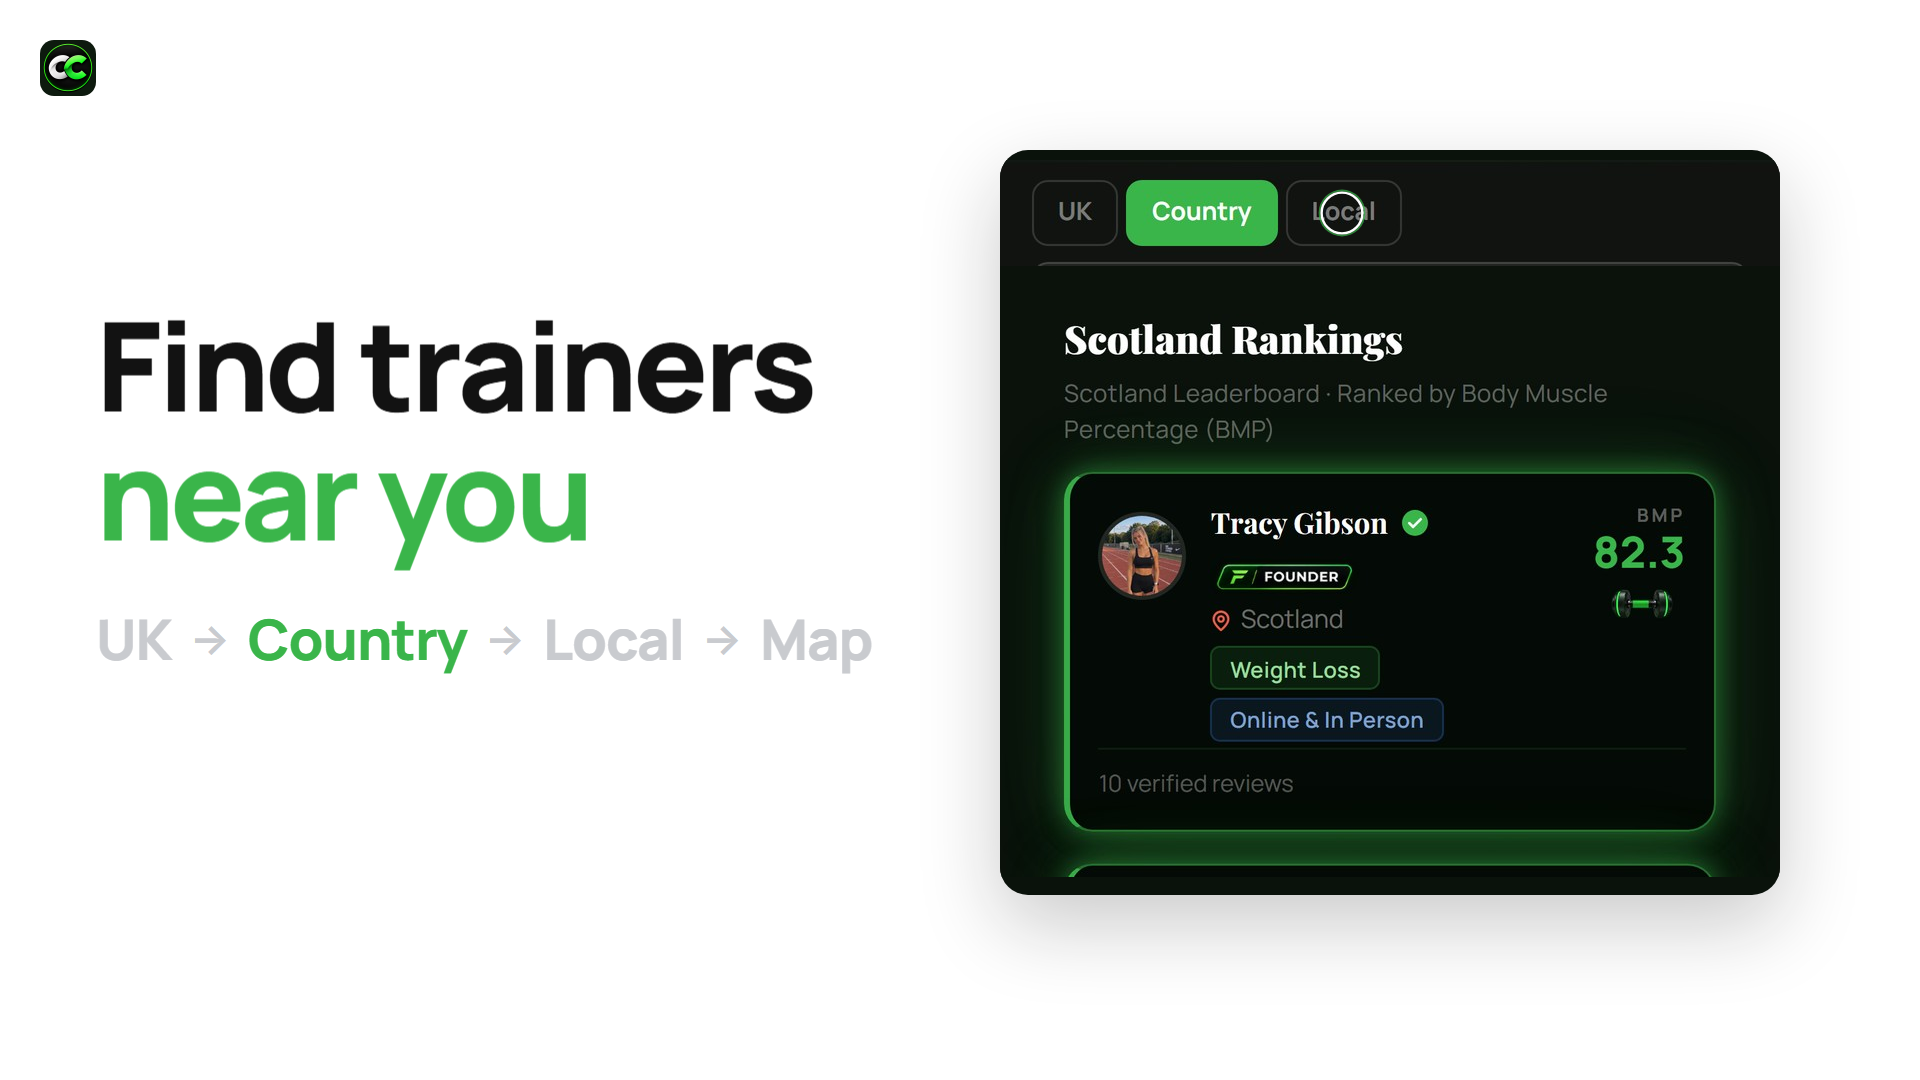 CC
Find trainers
near you
UK → Country → Local → Map
UK Country Local
Scotland Rankings
Scotland Leaderboard · Ranked by Body Muscle
Percentage (BMP)
Tracy Gibson
BMP
82.3
F / FOUNDER
Scotland
Weight Loss
Online & In Person
10 verified reviews